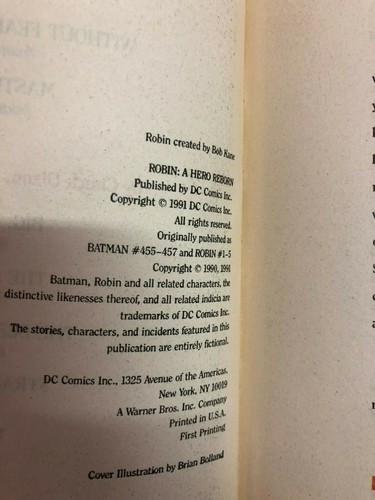 Robin created by Bob Kane
ROBIN: A HERO REBORN
Published by DC Comics Inc.
Copyright © 1991 DC Comics Inc.
All rights reserved.
Originally published as
BATMAN #455-457 and ROBIN #1-5
Copyright © 1990, 1991
Batman, Robin and all related characters, the
distinctive likenesses thereof, and all related indicia are
trademarks of DC Comics Inc.
The stories, characters, and incidents featured in this
publication are entirely fictional.
DC Comics Inc., 1325 Avenue of the Americas,
New York, NY 10019
A Warner Bros. Inc. Company
Printed in U.S.A.
First Printing
Cover Illustration by Brian Bolland